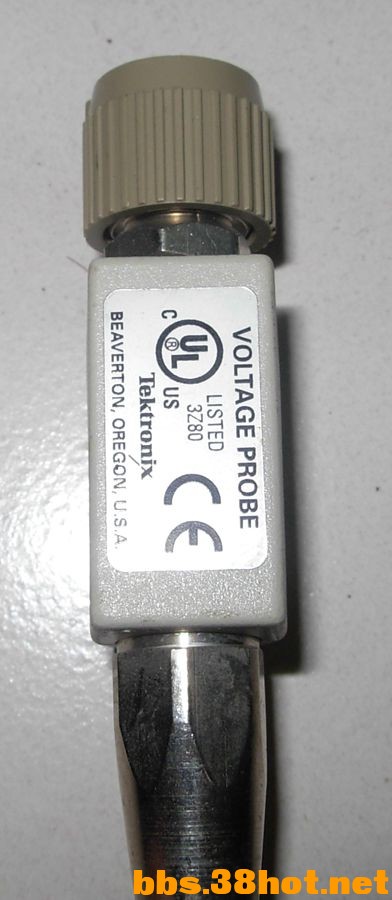 VOLTAGE PROBE
C UL ® US
LISTED
3Z80
CE
Tektronix
BEAVERTON, OREGON, U.S.A.
bbs.38hot.net